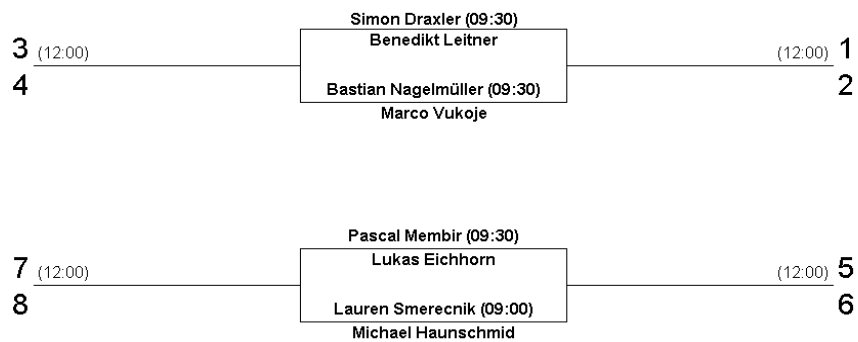 Simon Draxler (09:30)
3 (12:00) Benedikt Leitner (12:00) 1
4 Bastian Nagelmüller (09:30) 2
Marco Vukoje
Pascal Membir (09:30)
7 (12:00) Lukas Eichhorn (12:00) 5
8 Lauren Smerecnik (09:00) 6
Michael Haunschmid